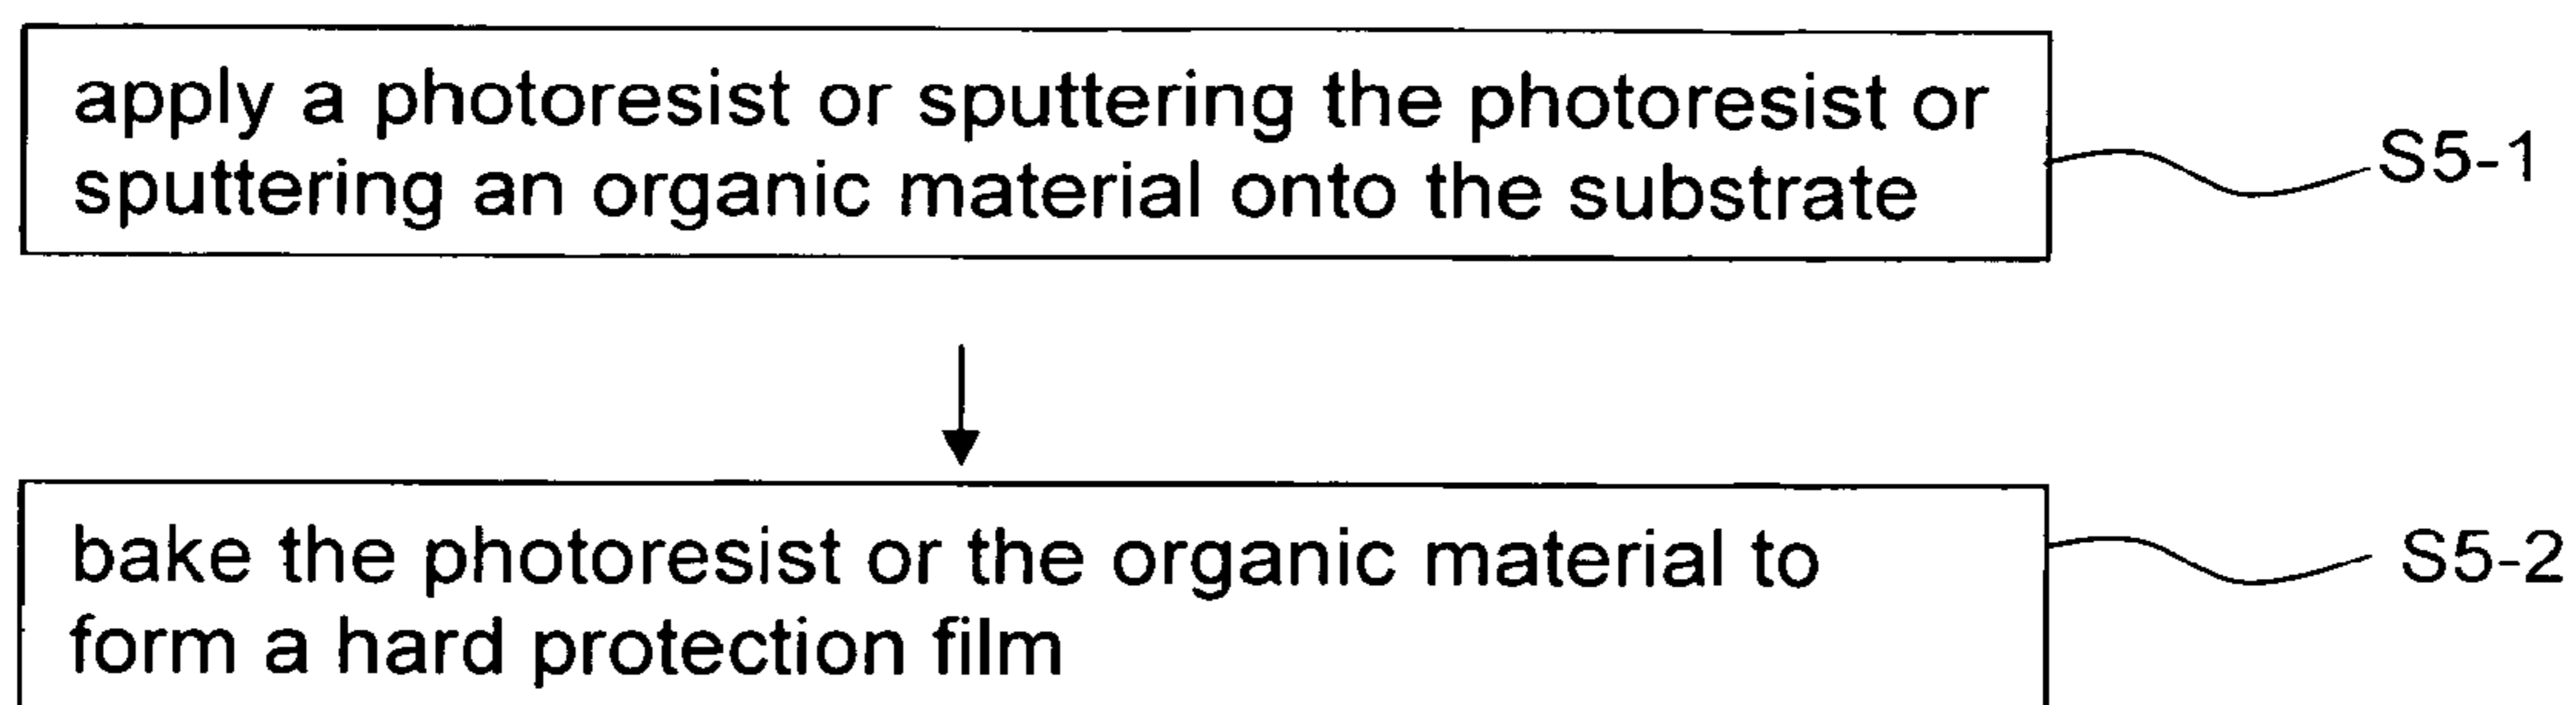 apply a photoresist or sputtering the photoresist or
sputtering an organic material onto the substrate
S5-1
bake the photoresist or the organic material to
form a hard protection film
S5-2